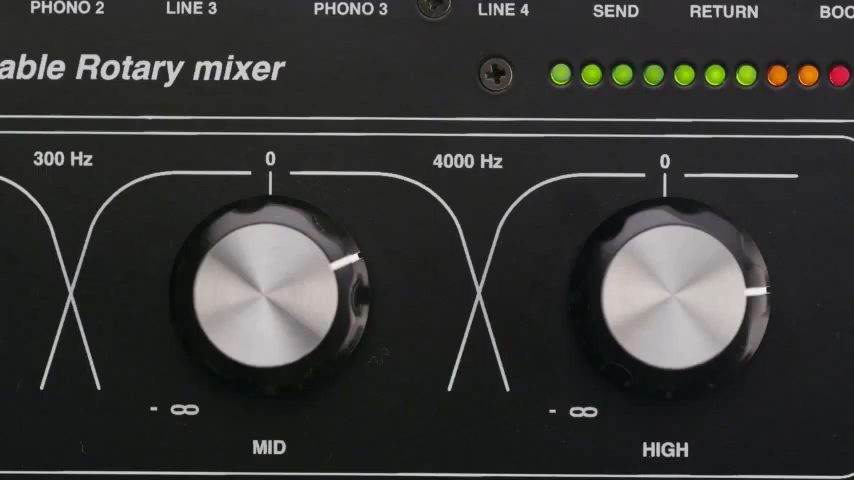 PHONO 2 LINE 3 PHONO 3 LINE 4 SEND RETURN BOO
able Rotary mixer
300 Hz 0 4000 Hz 0
- ∞ - ∞
MID HIGH